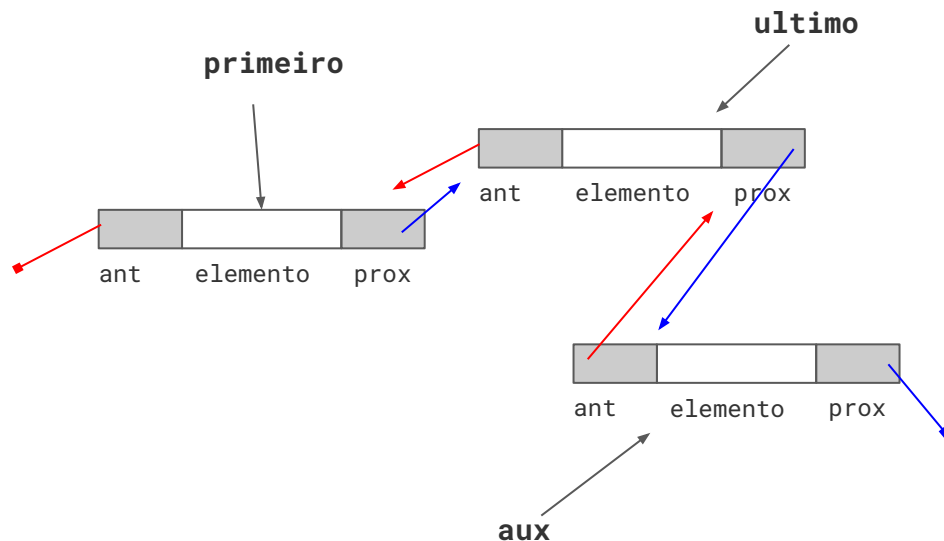 ultimo
primeiro
ant elemento prox
ant elemento prox
ant elemento prox
aux